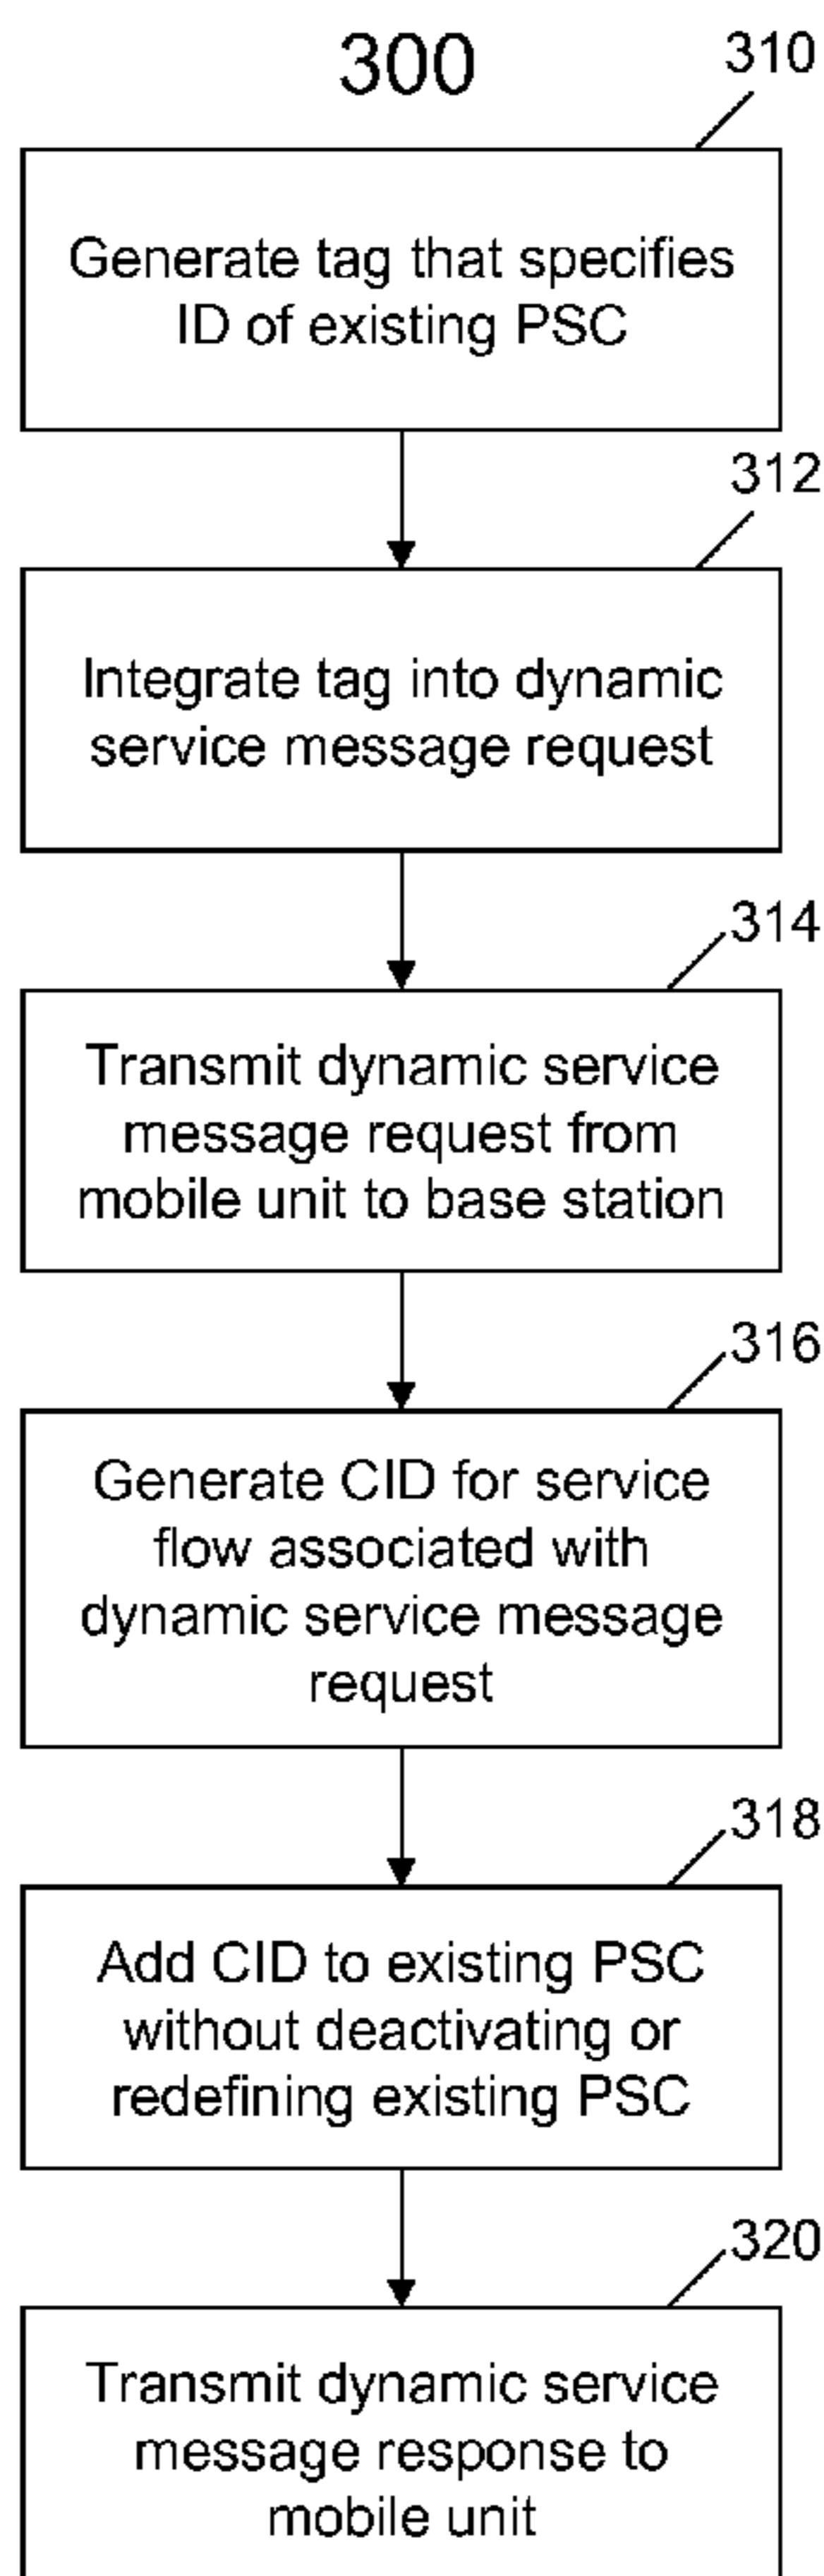 300
310
Generate tag that specifies
ID of existing PSC
312
Integrate tag into dynamic
service message request
314
Transmit dynamic service
message request from
mobile unit to base station
316
Generate CID for service
flow associated with
dynamic service message
request
318
Add CID to existing PSC
without deactivating or
redefining existing PSC
320
Transmit dynamic service
message response to
mobile unit